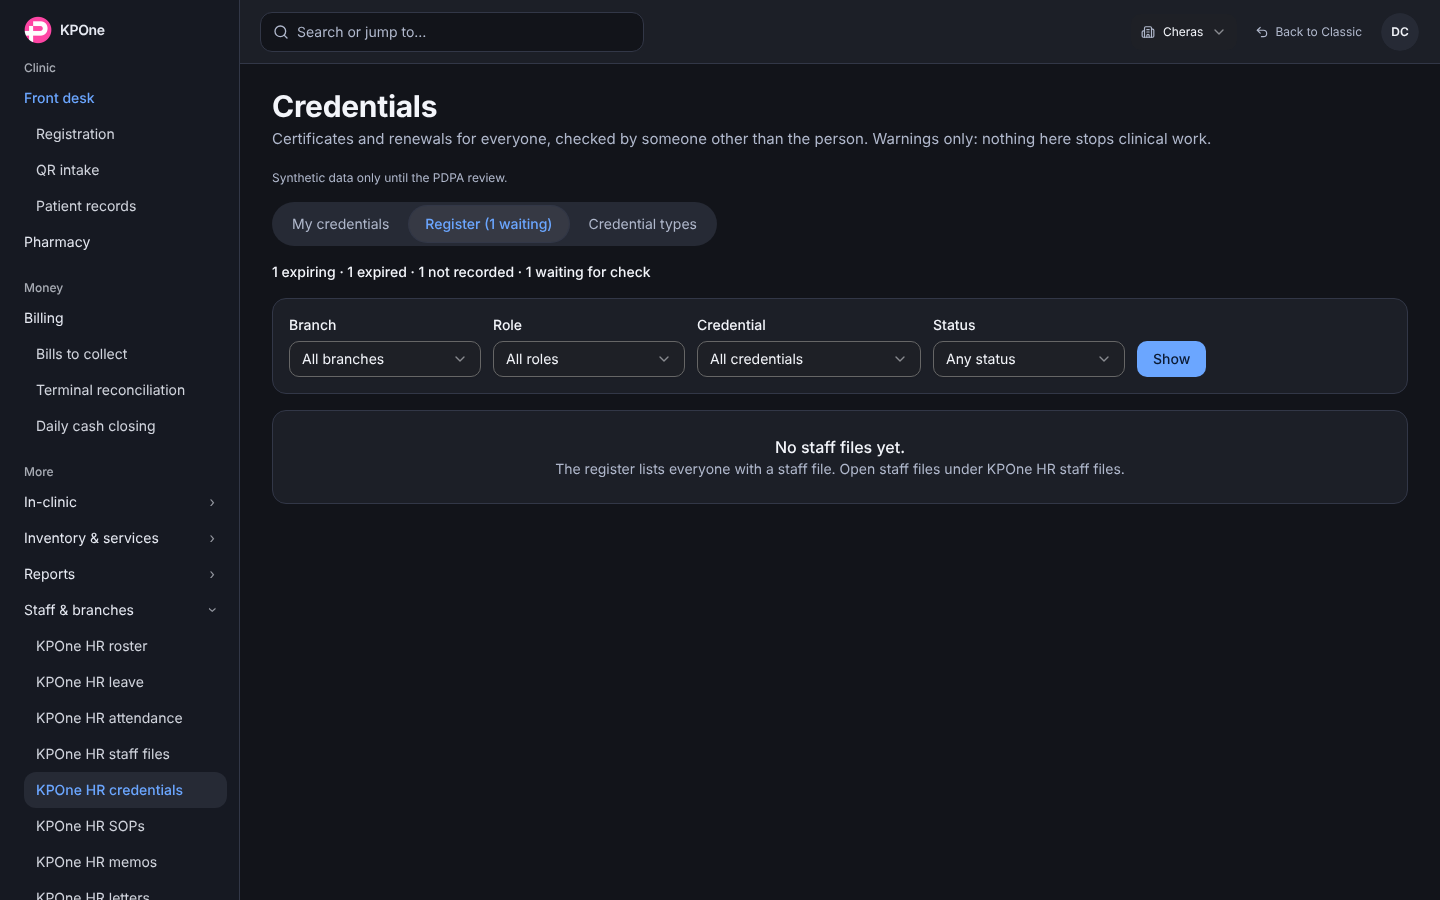 KPOne
Search or jump to...
Cheras
Back to Classic
DC
Clinic
Front desk
Registration
QR intake
Patient records
Pharmacy
Money
Billing
Bills to collect
Terminal reconciliation
Daily cash closing
More
In-clinic
Inventory & services
Reports
Staff & branches
KPOne HR roster
KPOne HR leave
KPOne HR attendance
KPOne HR staff files
KPOne HR credentials
KPOne HR SOPs
KPOne HR memos
KPOne HR letters
Credentials
Certificates and renewals for everyone, checked by someone other than the person. Warnings only: nothing here stops clinical work.
Synthetic data only until the PDPA review.
My credentials
Register (1 waiting)
Credential types
1 expiring · 1 expired · 1 not recorded · 1 waiting for check
Branch
Role
Credential
Status
All branches
All roles
All credentials
Any status
Show
No staff files yet.
The register lists everyone with a staff file. Open staff files under KPOne HR staff files.